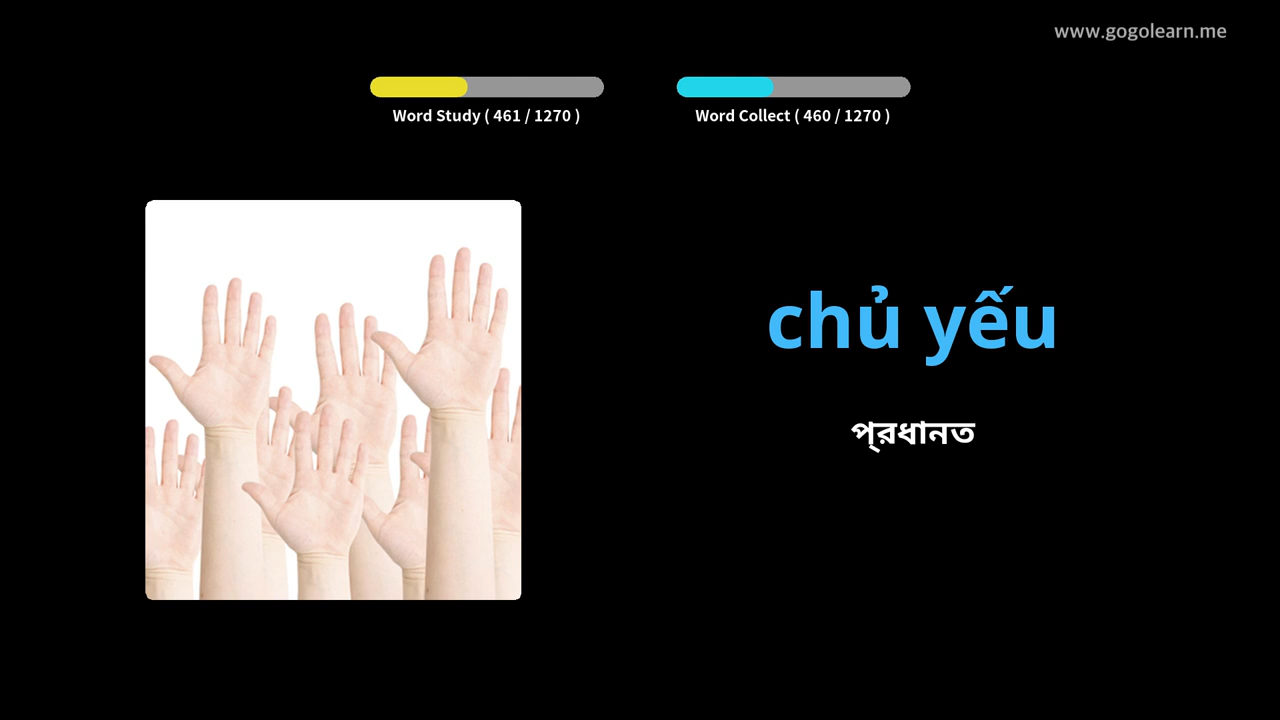 www.gogolearn.me
Word Study ( 461 / 1270 )
Word Collect ( 460 / 1270 )
chủ yếu
প্রধানত